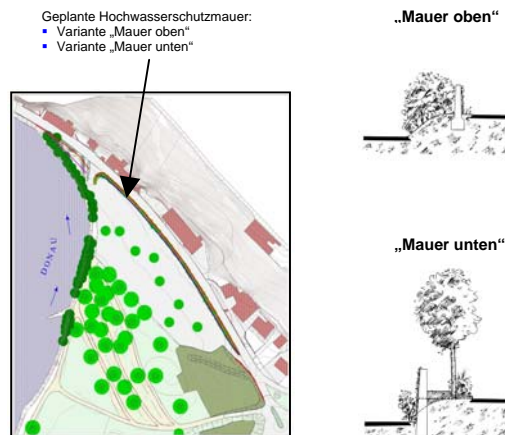 Geplante Hochwasserschutzmauer:
▪ Variante „Mauer oben“
▪ Variante „Mauer unten“
„Mauer oben“
DONAU
„Mauer unten“